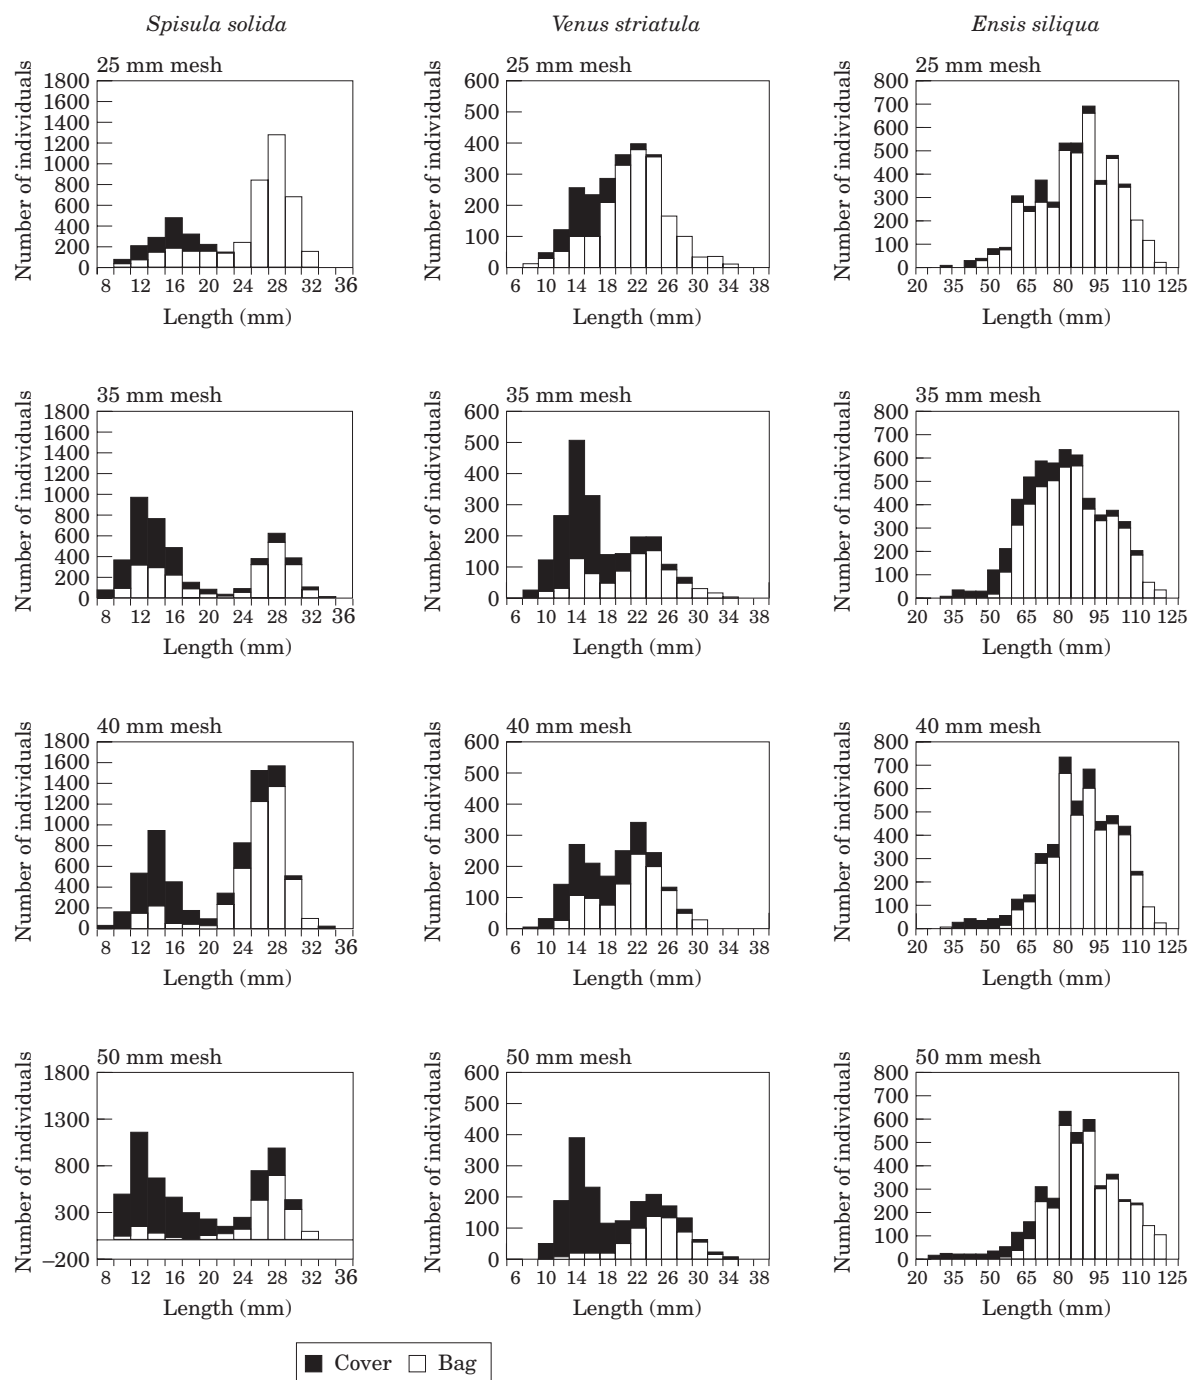 Spisula solida
Venus striatula
Ensis siliqua
25 mm mesh
Number of individuals
1800
1600
1400
1200
1000
800
600
400
200
0
8 12 16 20 24 28 32 36
Length (mm)
25 mm mesh
Number of individuals
600
500
400
300
200
100
0
6 10 14 18 22 26 30 34 38
Length (mm)
25 mm mesh
Number of individuals
800
700
600
500
400
300
200
100
0
20 35 50 65 80 95 110 125
Length (mm)
35 mm mesh
Number of individuals
1800
1600
1400
1200
1000
800
600
400
200
0
8 12 16 20 24 28 32 36
Length (mm)
35 mm mesh
Number of individuals
600
500
400
300
200
100
0
6 10 14 18 22 26 30 34 38
Length (mm)
35 mm mesh
Number of individuals
800
700
600
500
400
300
200
100
0
20 35 50 65 80 95 110 125
Length (mm)
40 mm mesh
Number of individuals
1800
1600
1400
1200
1000
800
600
400
200
0
8 12 16 20 24 28 32 36
Length (mm)
40 mm mesh
Number of individuals
600
500
400
300
200
100
0
6 10 14 18 22 26 30 34 38
Length (mm)
40 mm mesh
Number of individuals
800
700
600
500
400
300
200
100
0
20 35 50 65 80 95 110 125
Length (mm)
50 mm mesh
Number of individuals
1800
1300
800
300
–200
8 12 16 20 24 28 32 36
Length (mm)
50 mm mesh
Number of individuals
600
500
400
300
200
100
0
6 10 14 18 22 26 30 34 38
Length (mm)
50 mm mesh
Number of individuals
800
700
600
500
400
300
200
100
0
20 35 50 65 80 95 110 125
Length (mm)
Cover Bag